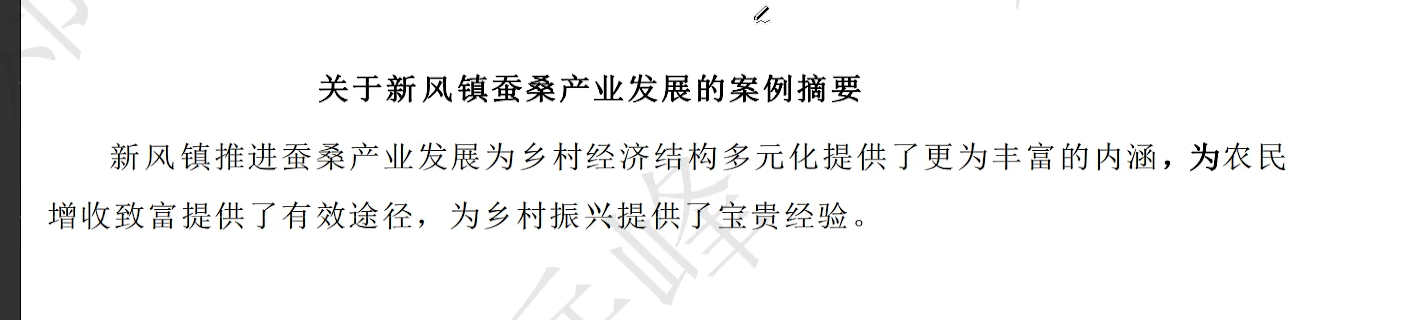 关于新风镇蚕桑产业发展的案例摘要
新风镇推进蚕桑产业发展为乡村经济结构多元化提供了更为丰富的内涵，为农民
增收致富提供了有效途径，为乡村振兴提供了宝贵经验。
峰